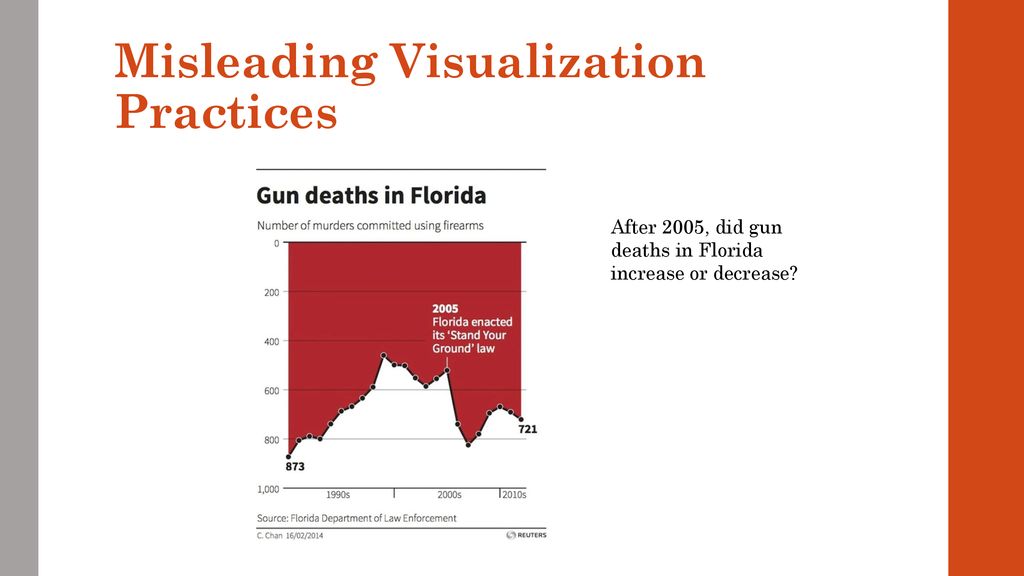 Misleading Visualization
Practices
Gun deaths in Florida
Number of murders committed using firearms
0
200
400
600
800
1,000
2005
Florida enacted
its ‘Stand Your
Ground’ law
873
721
1990s
2000s
2010s
Source: Florida Department of Law Enforcement
C. Chan 16/02/2014
REUTERS
After 2005, did gun
deaths in Florida
increase or decrease?